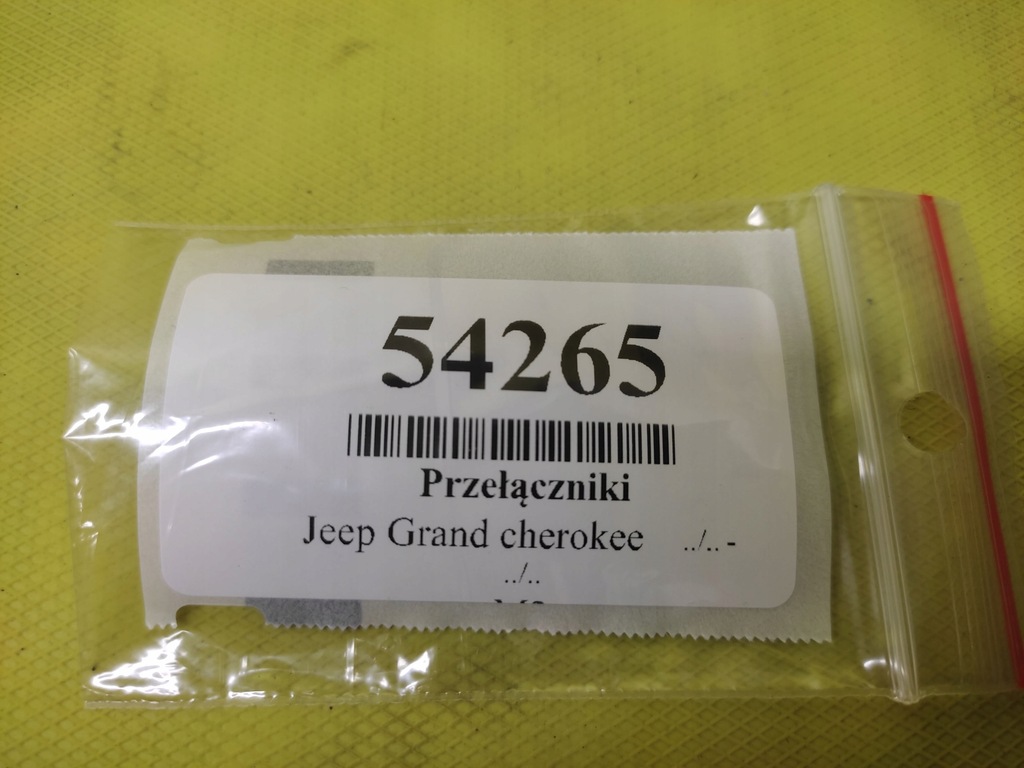 54265
Przełączniki
Jeep Grand cherokee ../.. -
../..